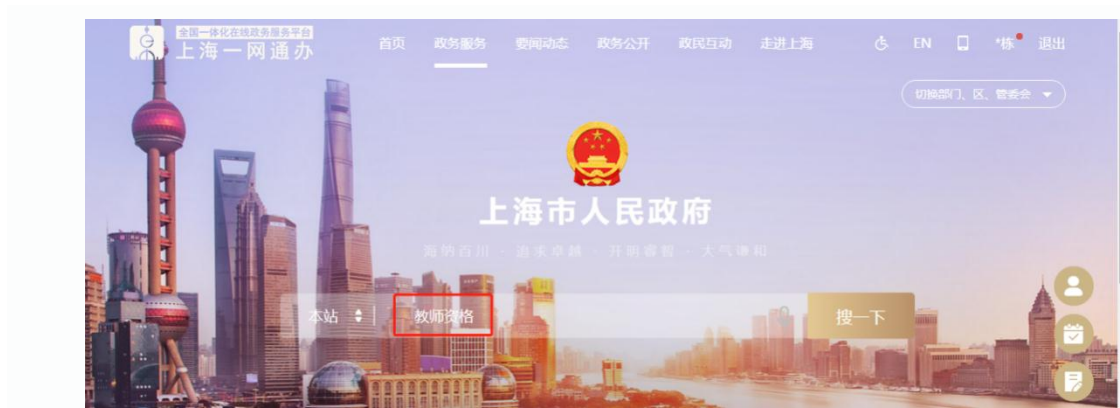 全国一体化在线政务服务平台
上海一网通办
首页 政务服务 要闻动态 政务公开 政民互动 走进上海 EN *栋 退出
切换部门、区、管委会
上海市人民政府
海纳百川 · 追求卓越 · 开明睿智 · 大气谦和
本站 教师资格 搜一下